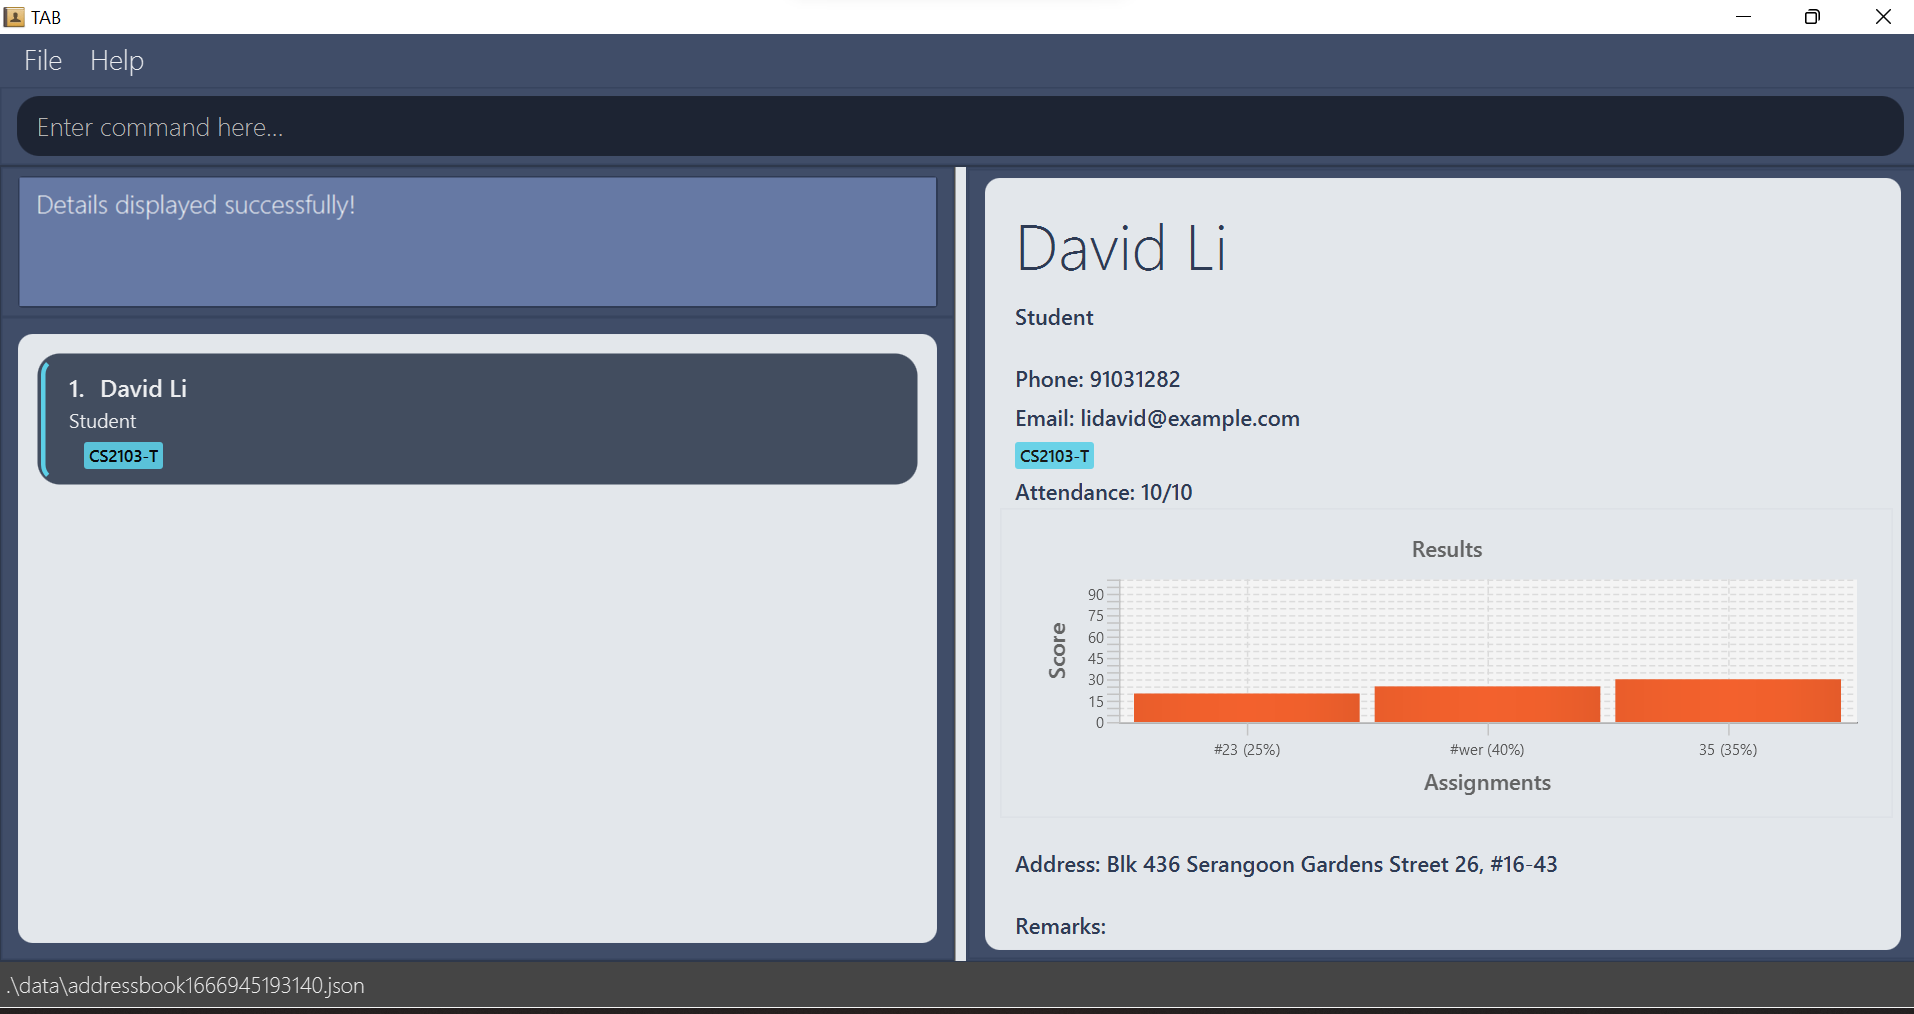 TAB
File Help
Enter command here...
Details displayed successfully!
1. David Li
Student
CS2103-T
David Li
Student
Phone: 91031282
Email: lidavid@example.com
CS2103-T
Attendance: 10/10
Results
Score
90
75
60
45
30
15
0
#23 (25%) #wer (40%) 35 (35%)
Assignments
Address: Blk 436 Serangoon Gardens Street 26, #16-43
Remarks:
.\data\addressbook1666945193140.json